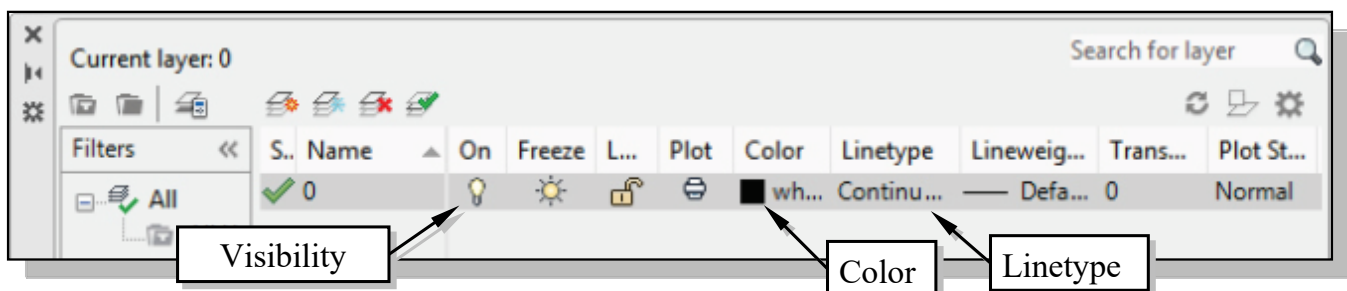 Current layer: 0
Search for layer
Filters
S.. Name On Freeze L... Plot Color Linetype Lineweig... Trans... Plot St...
All
0 wh... Continu... Defa... 0 Normal
Visibility
Color
Linetype